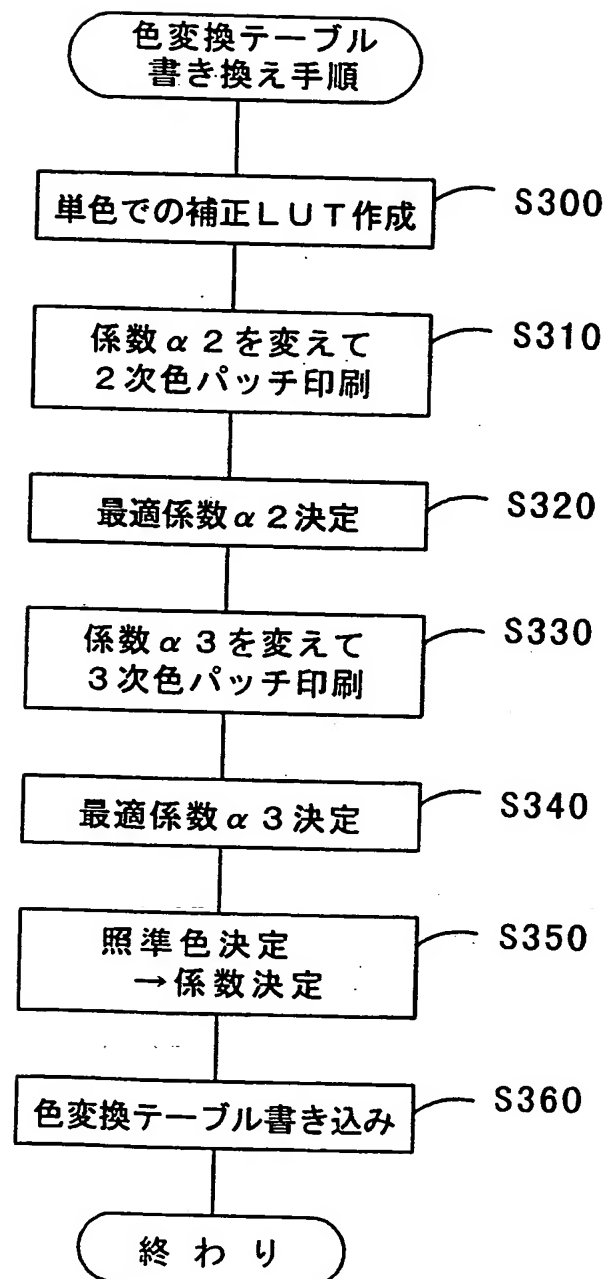 色変換テーブル
書き換え手順
単色での補正LUT作成
S300
係数α2を変えて
2次色パッチ印刷
S310
最適係数α2決定
S320
係数α3を変えて
3次色パッチ印刷
S330
最適係数α3決定
S340
照準色決定
→係数決定
S350
色変換テーブル書き込み
S360
終わり